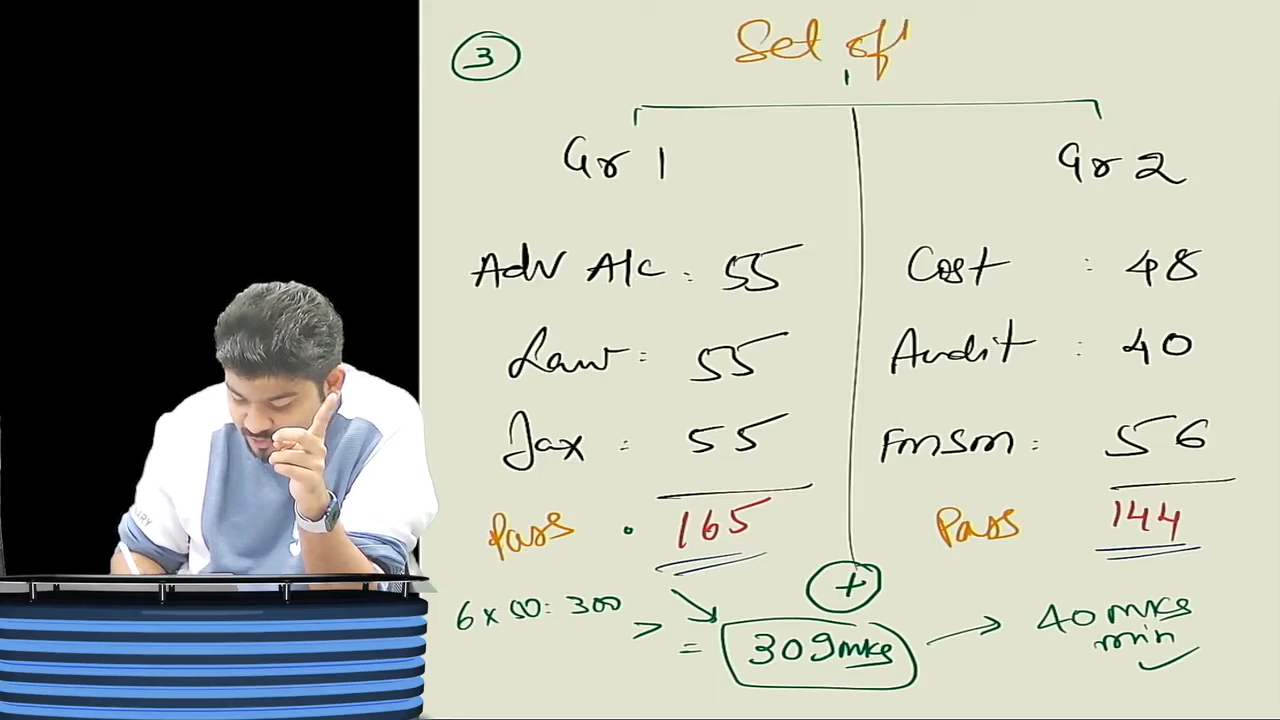 3
Set of
Gr 1
Adv A/c : 55
Law : 55
Tax : 55
Pass . 165
Gr 2
Cost : 48
Audit : 40
FMSM : 56
Pass 144
+
6 x 50 : 300 > = 309 mks → 40 mks
min ✓